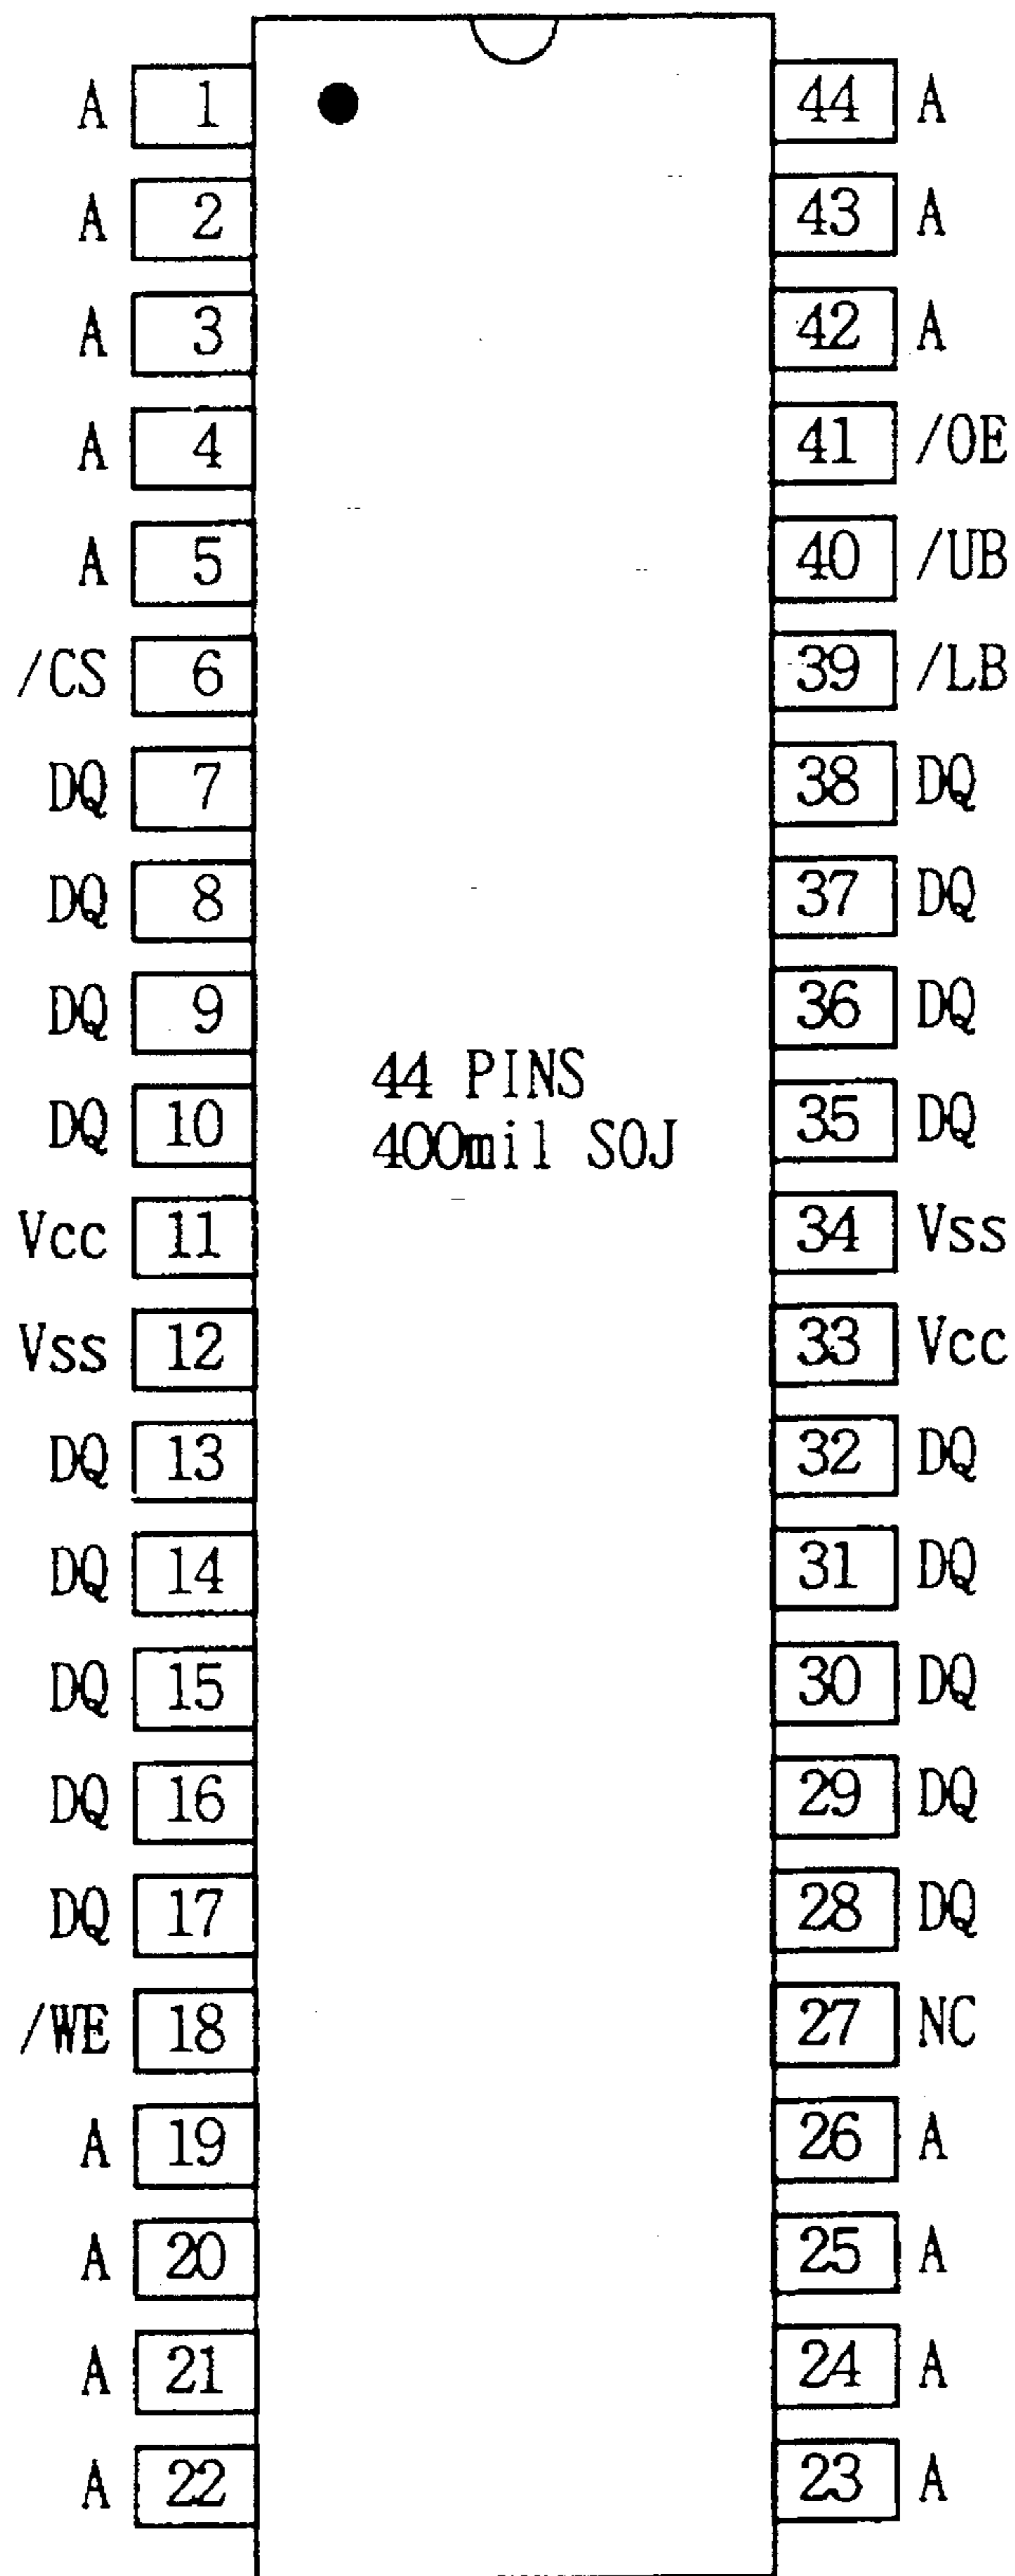 A 1 44 A
A 2 43 A
A 3 42 A
A 4 41 /OE
A 5 40 /UB
/CS 6 39 /LB
DQ 7 38 DQ
DQ 8 37 DQ
DQ 9 36 DQ
44 PINS
DQ 10 35 DQ
400mil SOJ
Vcc 11 34 Vss
Vss 12 33 Vcc
DQ 13 32 DQ
DQ 14 31 DQ
DQ 15 30 DQ
DQ 16 29 DQ
DQ 17 28 DQ
/WE 18 27 NC
A 19 26 A
A 20 25 A
A 21 24 A
A 22 23 A